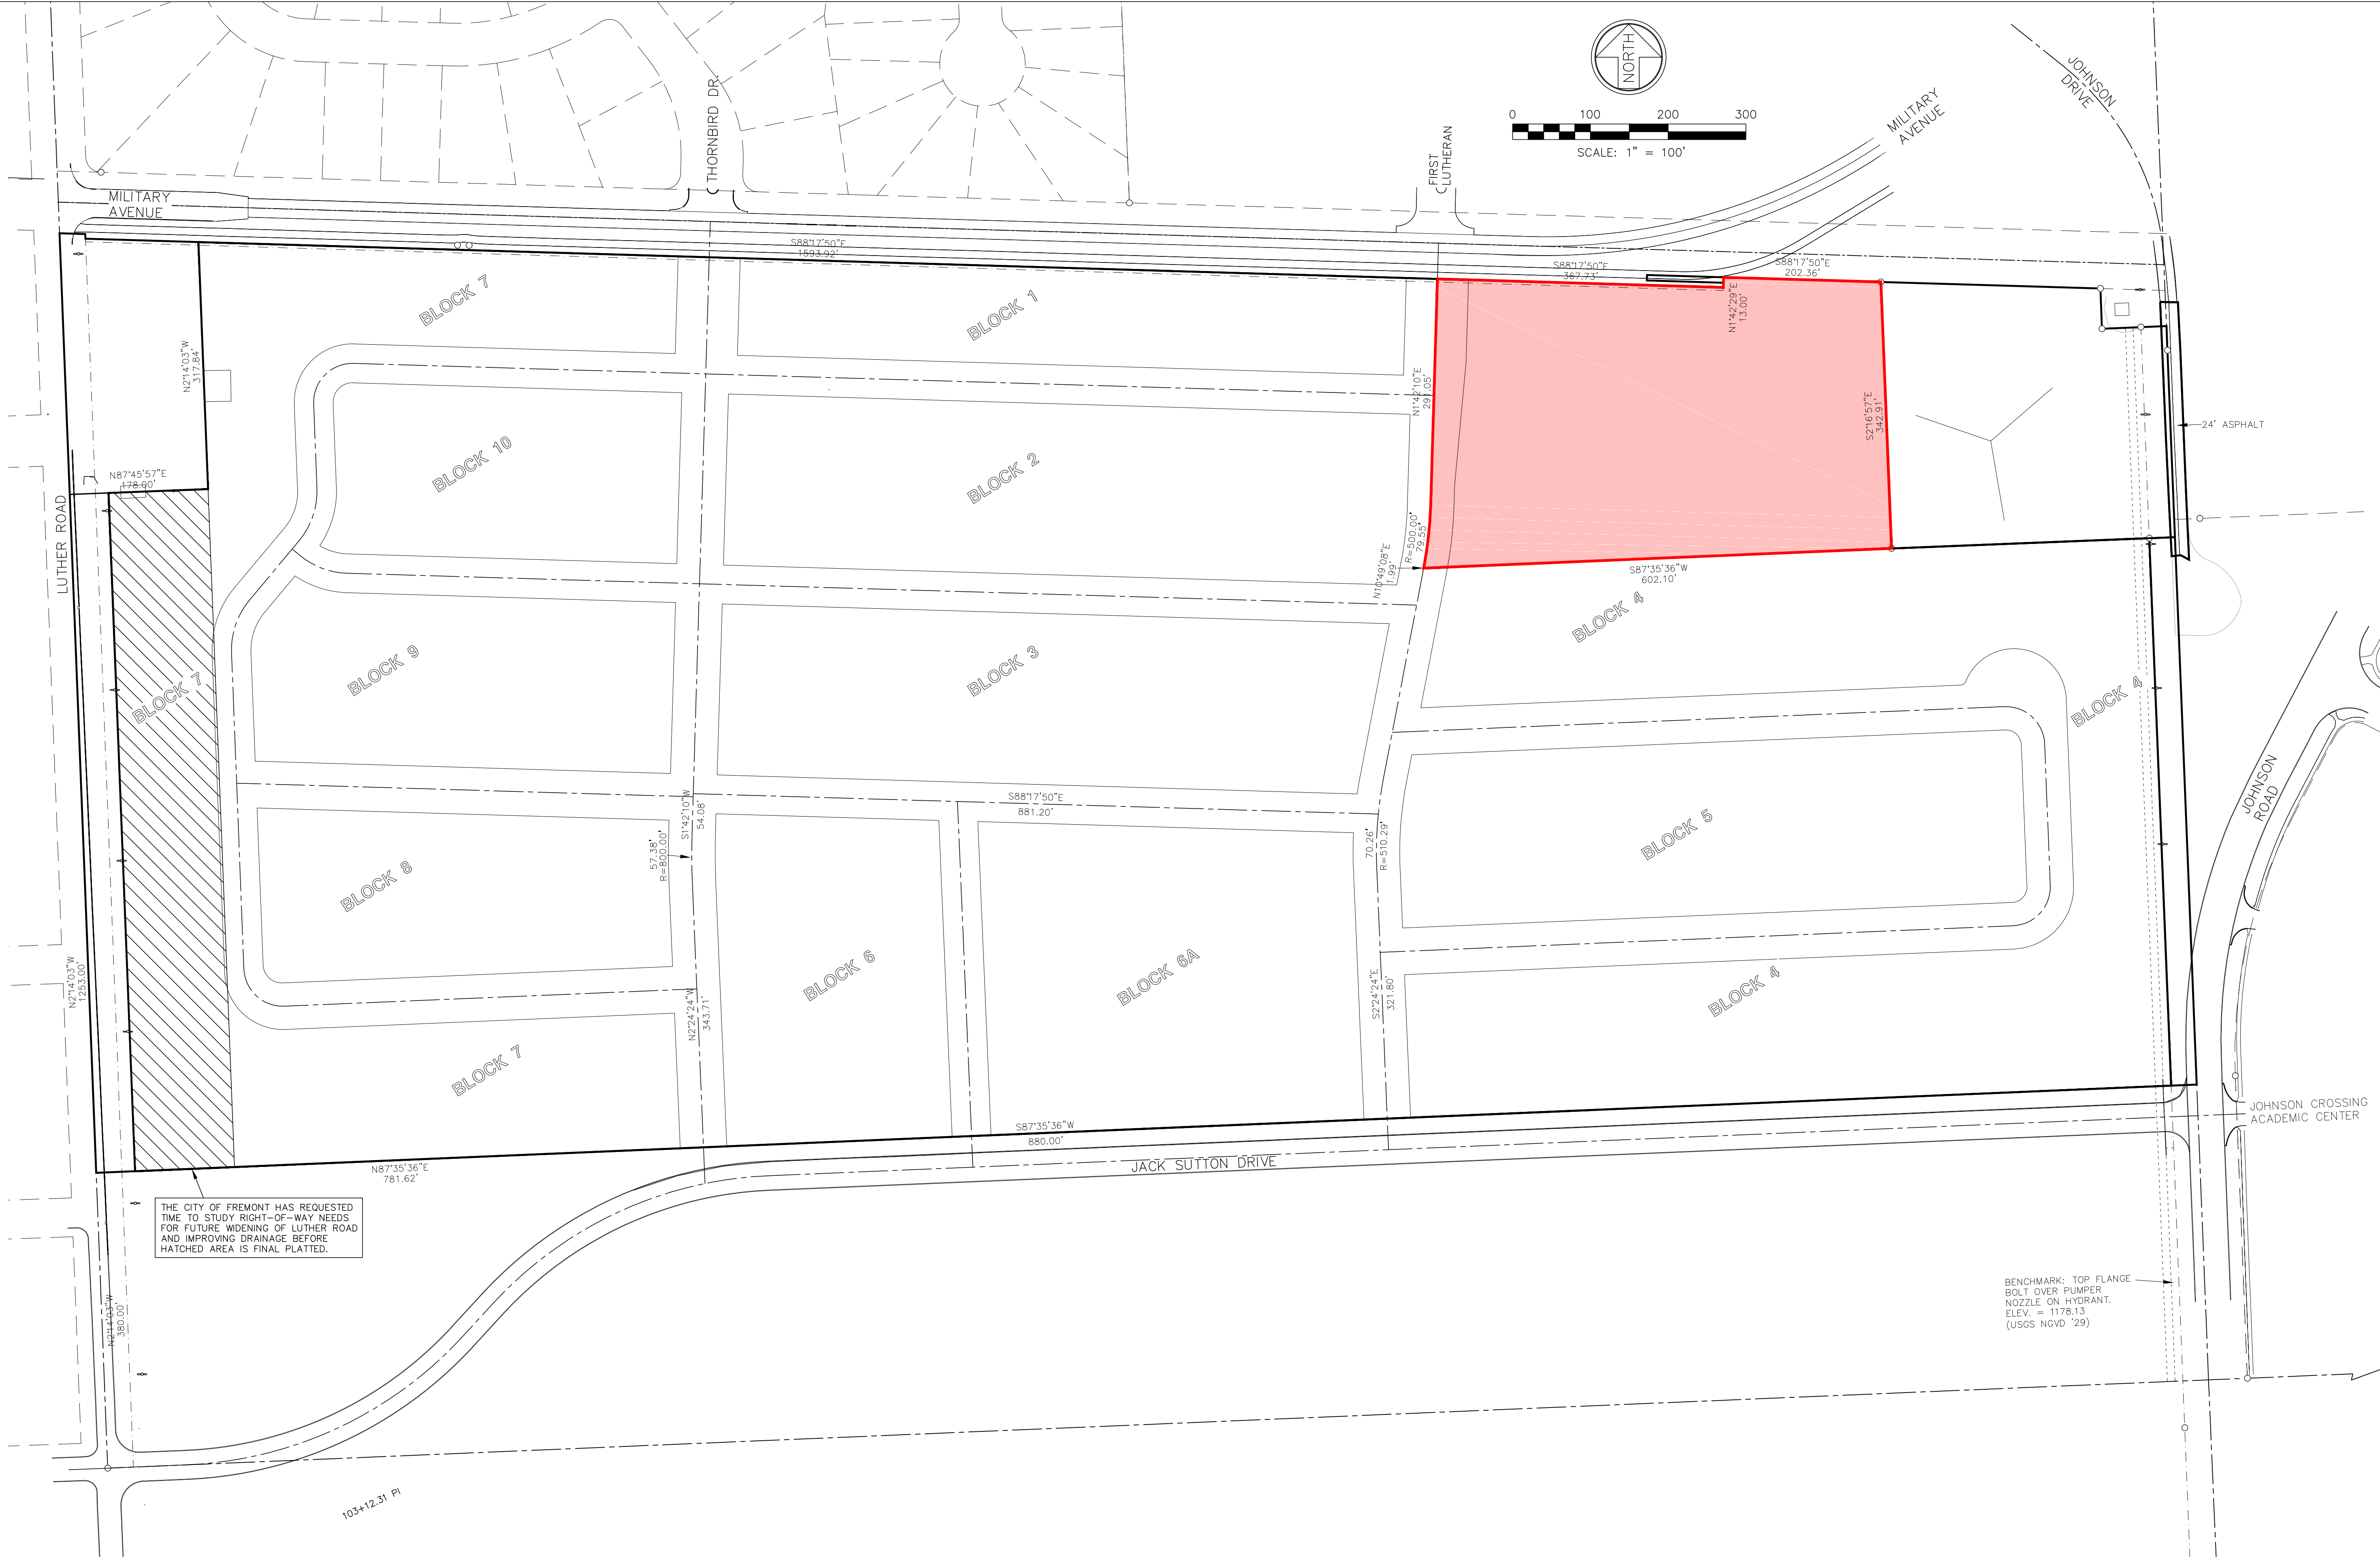 JOHNSON
DRIVE
NORTH
MILITARY
AVENUE
0 100 200 300
SCALE: 1" = 100'
THORNBIRD DR.
FIRST
LUTHERAN
MILITARY
AVENUE
S88°17'50"E
1593.92'
S88°17'50"E
367.73'
S88°17'50"E
202.36'
N1°42'29"E
13.00'
BLOCK 7
BLOCK 1
N2°14'03"W
317.84'
N1°42'10"E
291.05'
S2°16'57"E
342.91'
24' ASPHALT
BLOCK 10
BLOCK 2
N87°45'57"E
178.00'
LUTHER ROAD
R=500.00'
79.55'
N10°49'08"E
1.99'
S87°35'36"W
602.10'
BLOCK 4
BLOCK 9
BLOCK 3
BLOCK 7
BLOCK 4
JOHNSON
ROAD
S88°17'50"E
881.20'
S1°42'10"W
54.08'
57.38'
R=800.00'
70.26'
R=510.29'
BLOCK 5
BLOCK 8
BLOCK 6
BLOCK 6A
BLOCK 4
N2°14'03"W
1253.00'
N2°24'24"W
343.71'
S2°24'24"E
321.80'
BLOCK 7
JOHNSON CROSSING
ACADEMIC CENTER
S87°35'36"W
880.00'
JACK SUTTON DRIVE
N87°35'36"E
781.62'
THE CITY OF FREMONT HAS REQUESTED
TIME TO STUDY RIGHT-OF-WAY NEEDS
FOR FUTURE WIDENING OF LUTHER ROAD
AND IMPROVING DRAINAGE BEFORE
HATCHED AREA IS FINAL PLATTED.
N2°14'03"W
380.00'
BENCHMARK: TOP FLANGE
BOLT OVER PUMPER
NOZZLE ON HYDRANT.
ELEV. = 1178.13
(USGS NGVD '29)
103+12.31 PI